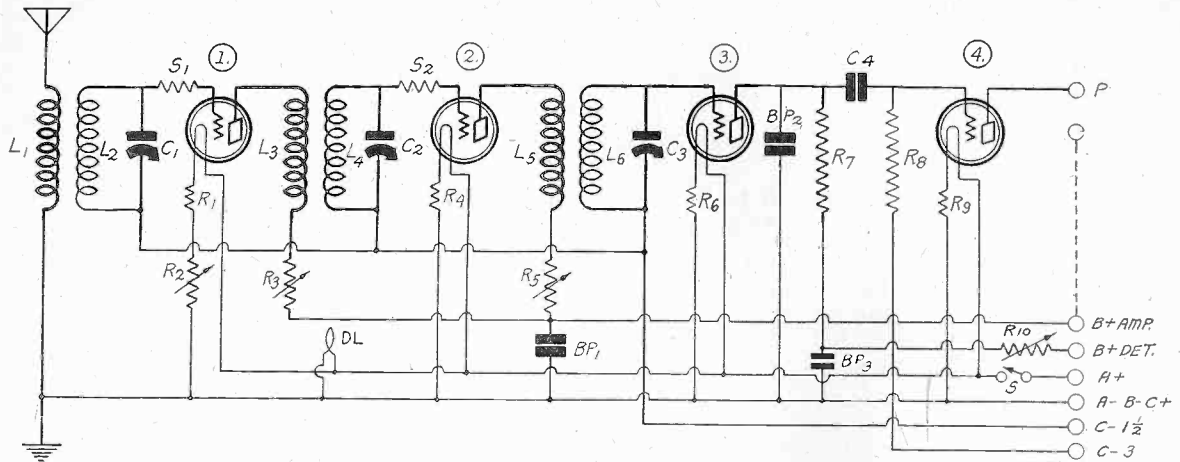 1.
2.
3.
4.
S1
S2
C4
P
L1
L2
C1
L3
L4
C2
L5
L6
C3
BP2
R7
R8
R1
R4
R6
R9
R2
R3
R5
DL
BP1
BP3
R10
B+AMP.
B+DET.
S
A+
A-B-C+
C-1½
C-3